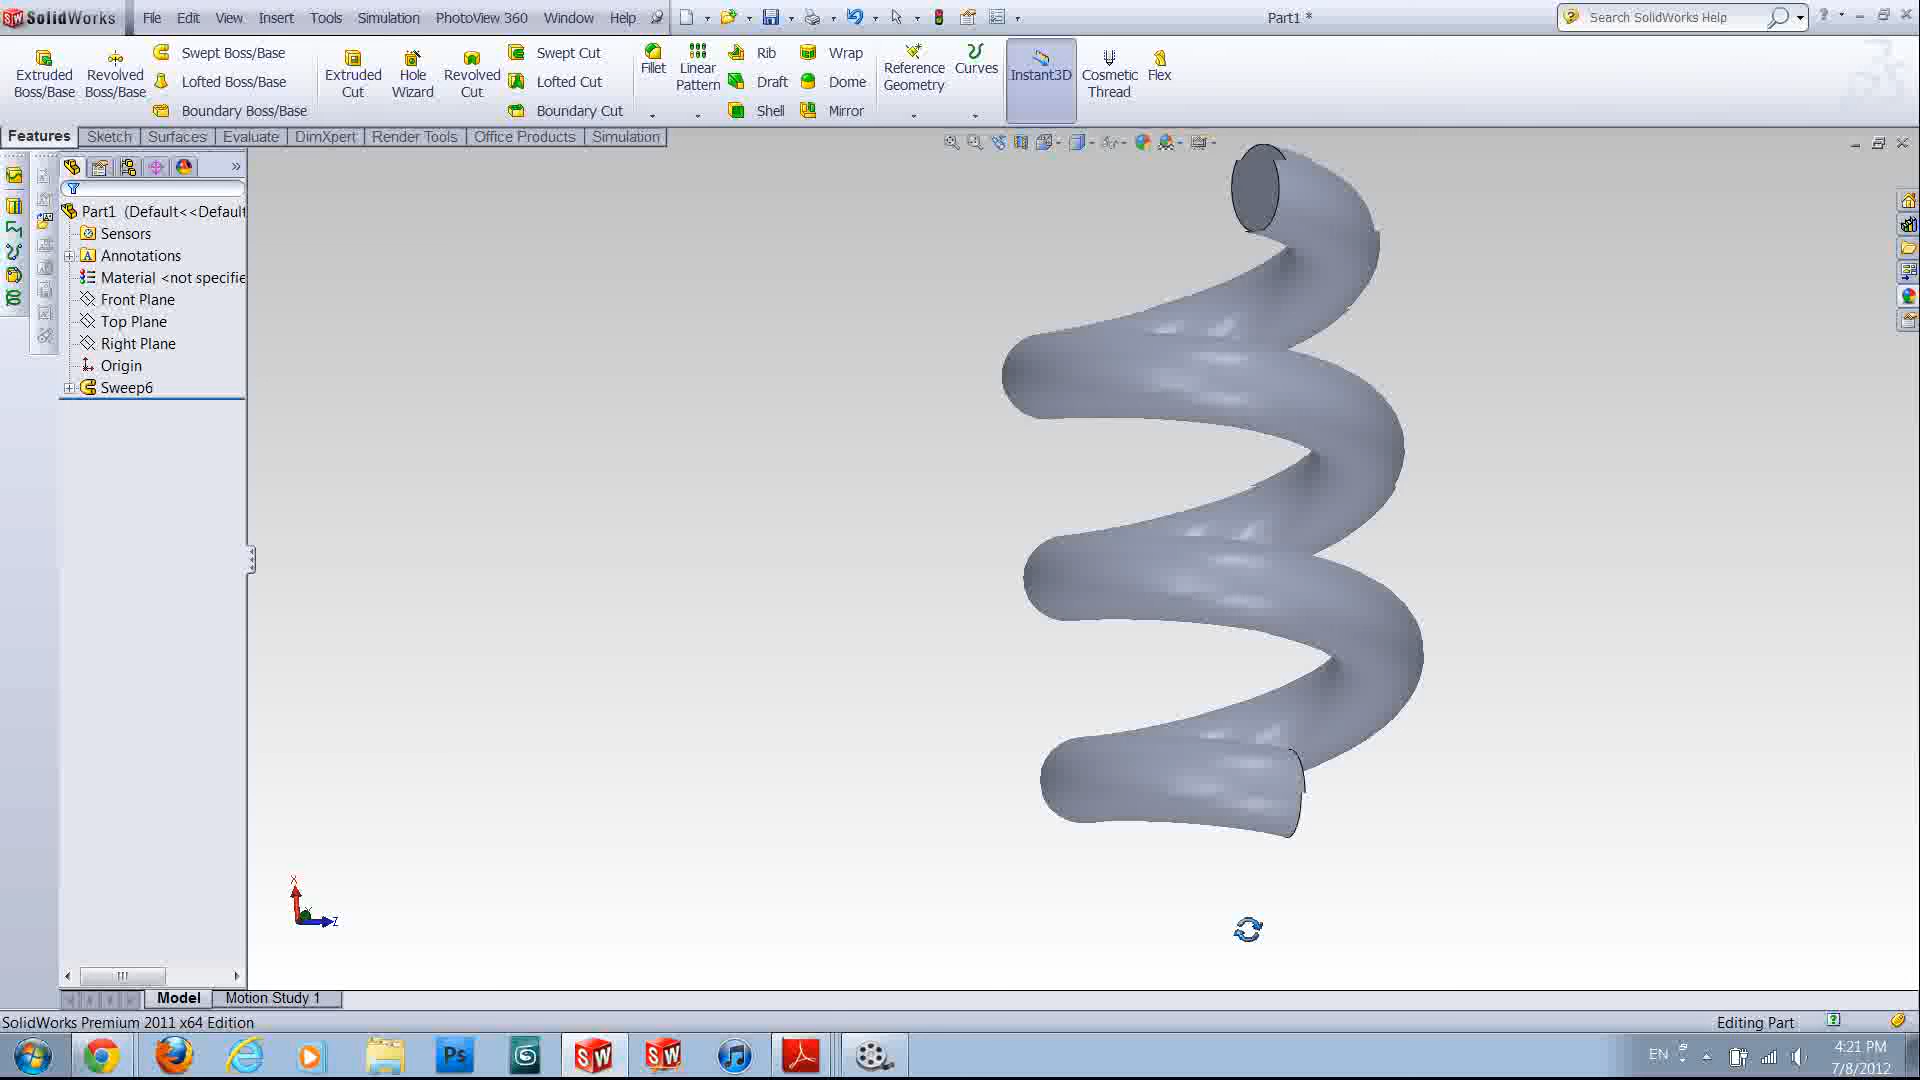 SolidWorks File Edit View Insert Tools Simulation PhotoView 360 Window Help Part1 * Search SolidWorks Help
Extruded Boss/Base
Revolved Boss/Base
Swept Boss/Base
Lofted Boss/Base
Boundary Boss/Base
Extruded Cut
Hole Wizard
Revolved Cut
Swept Cut
Lofted Cut
Boundary Cut
Fillet
Linear Pattern
Rib
Draft
Shell
Wrap
Dome
Mirror
Reference Geometry
Curves
Instant3D
Cosmetic Thread
Flex
Features Sketch Surfaces Evaluate DimXpert Render Tools Office Products Simulation
Part1 (Default<<Default
Sensors
Annotations
Material <not specifie
Front Plane
Top Plane
Right Plane
Origin
Sweep6
X
Z
Model Motion Study 1
SolidWorks Premium 2011 x64 Edition Editing Part
Ps SW SW EN 4:21 PM
7/8/2012